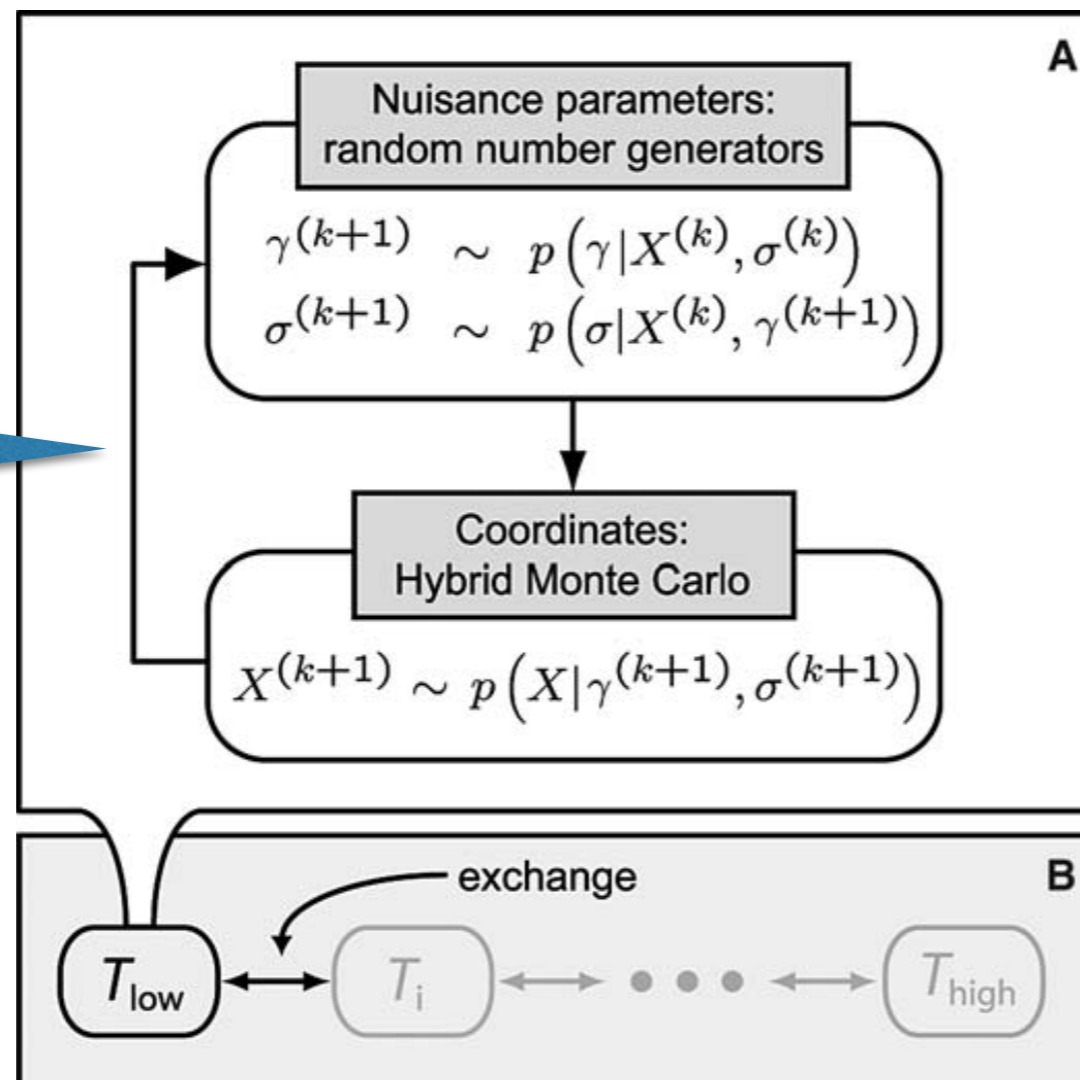 A
Nuisance parameters:
random number generators
γ^(k+1) ~ p(γ|X^(k), σ^(k))
σ^(k+1) ~ p(σ|X^(k), γ^(k+1))
Coordinates:
Hybrid Monte Carlo
X^(k+1) ~ p(X|γ^(k+1), σ^(k+1))
B
exchange
T_low T_i ••• T_high